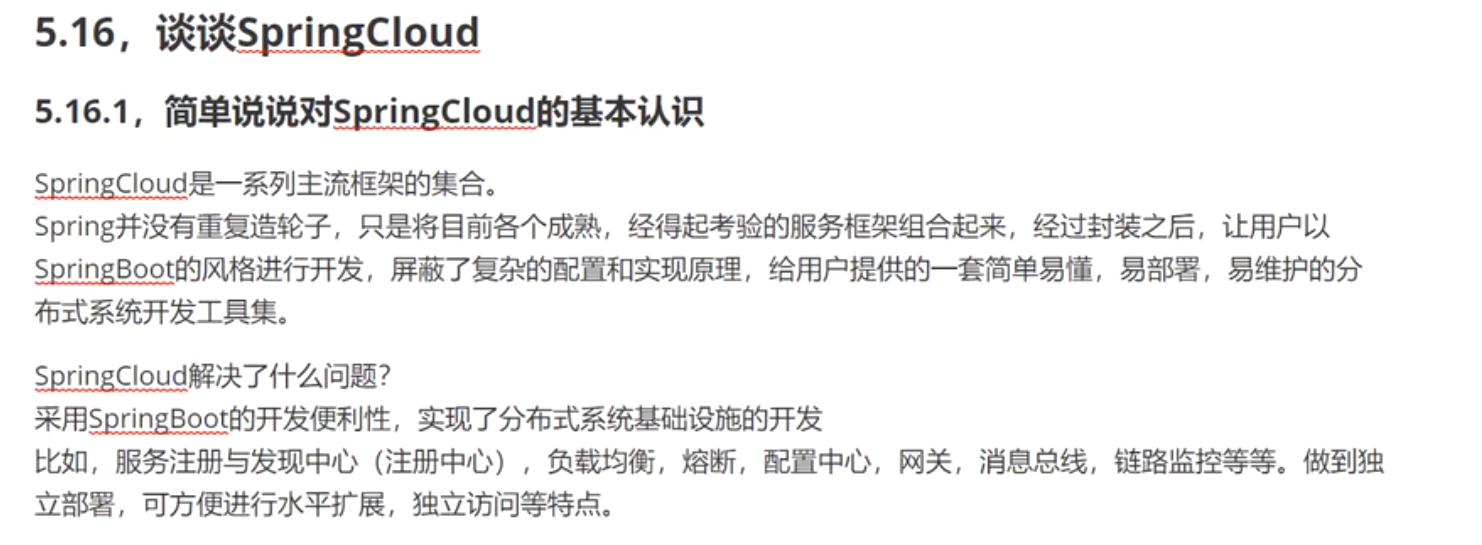 5.16，谈谈SpringCloud
5.16.1，简单说说对SpringCloud的基本认识
SpringCloud是一系列主流框架的集合。
Spring并没有重复造轮子，只是将目前各个成熟，经得起考验的服务框架组合起来，经过封装之后，让用户以
SpringBoot的风格进行开发，屏蔽了复杂的配置和实现原理，给用户提供的一套简单易懂，易部署，易维护的分
布式系统开发工具集。
SpringCloud解决了什么问题？
采用SpringBoot的开发便利性，实现了分布式系统基础设施的开发
比如，服务注册与发现中心（注册中心），负载均衡，熔断，配置中心，网关，消息总线，链路监控等等。做到独
立部署，可方便进行水平扩展，独立访问等特点。